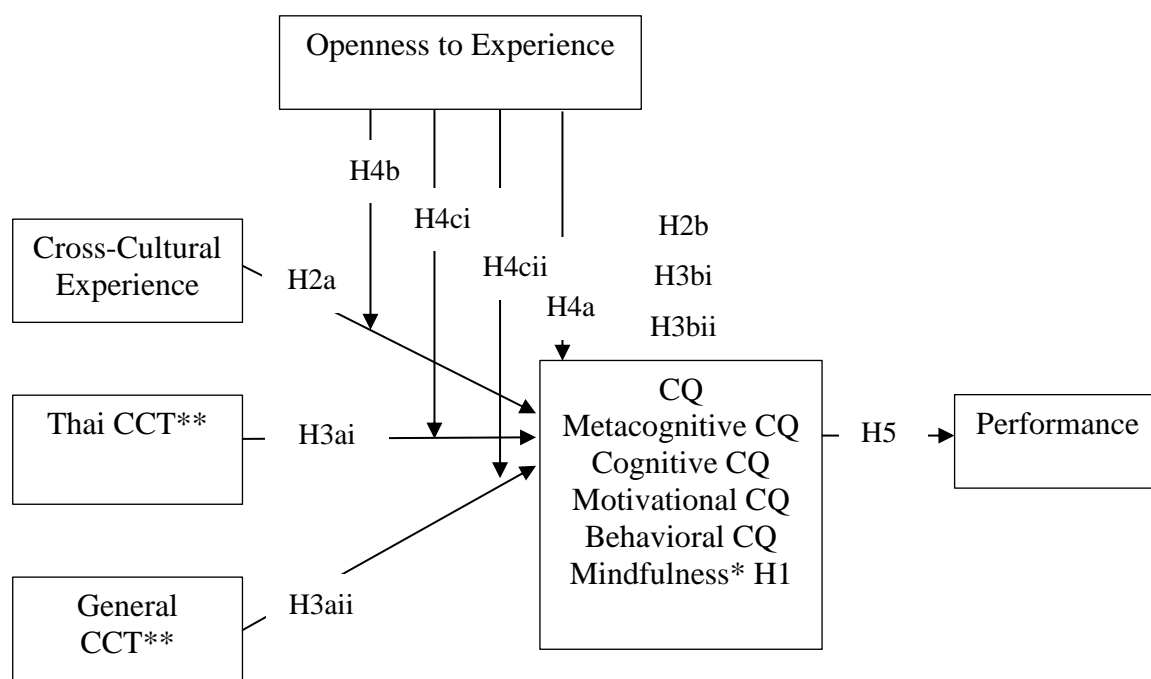 Openness to Experience
H4b
H4ci
H4cii
H4a
H2b
H3bi
H3bii
Cross-Cultural
Experience
H2a
Thai CCT**
H3ai
General
CCT**
H3aii
CQ
Metacognitive CQ
Cognitive CQ
Motivational CQ
Behavioral CQ
Mindfulness* H1
H5
Performance